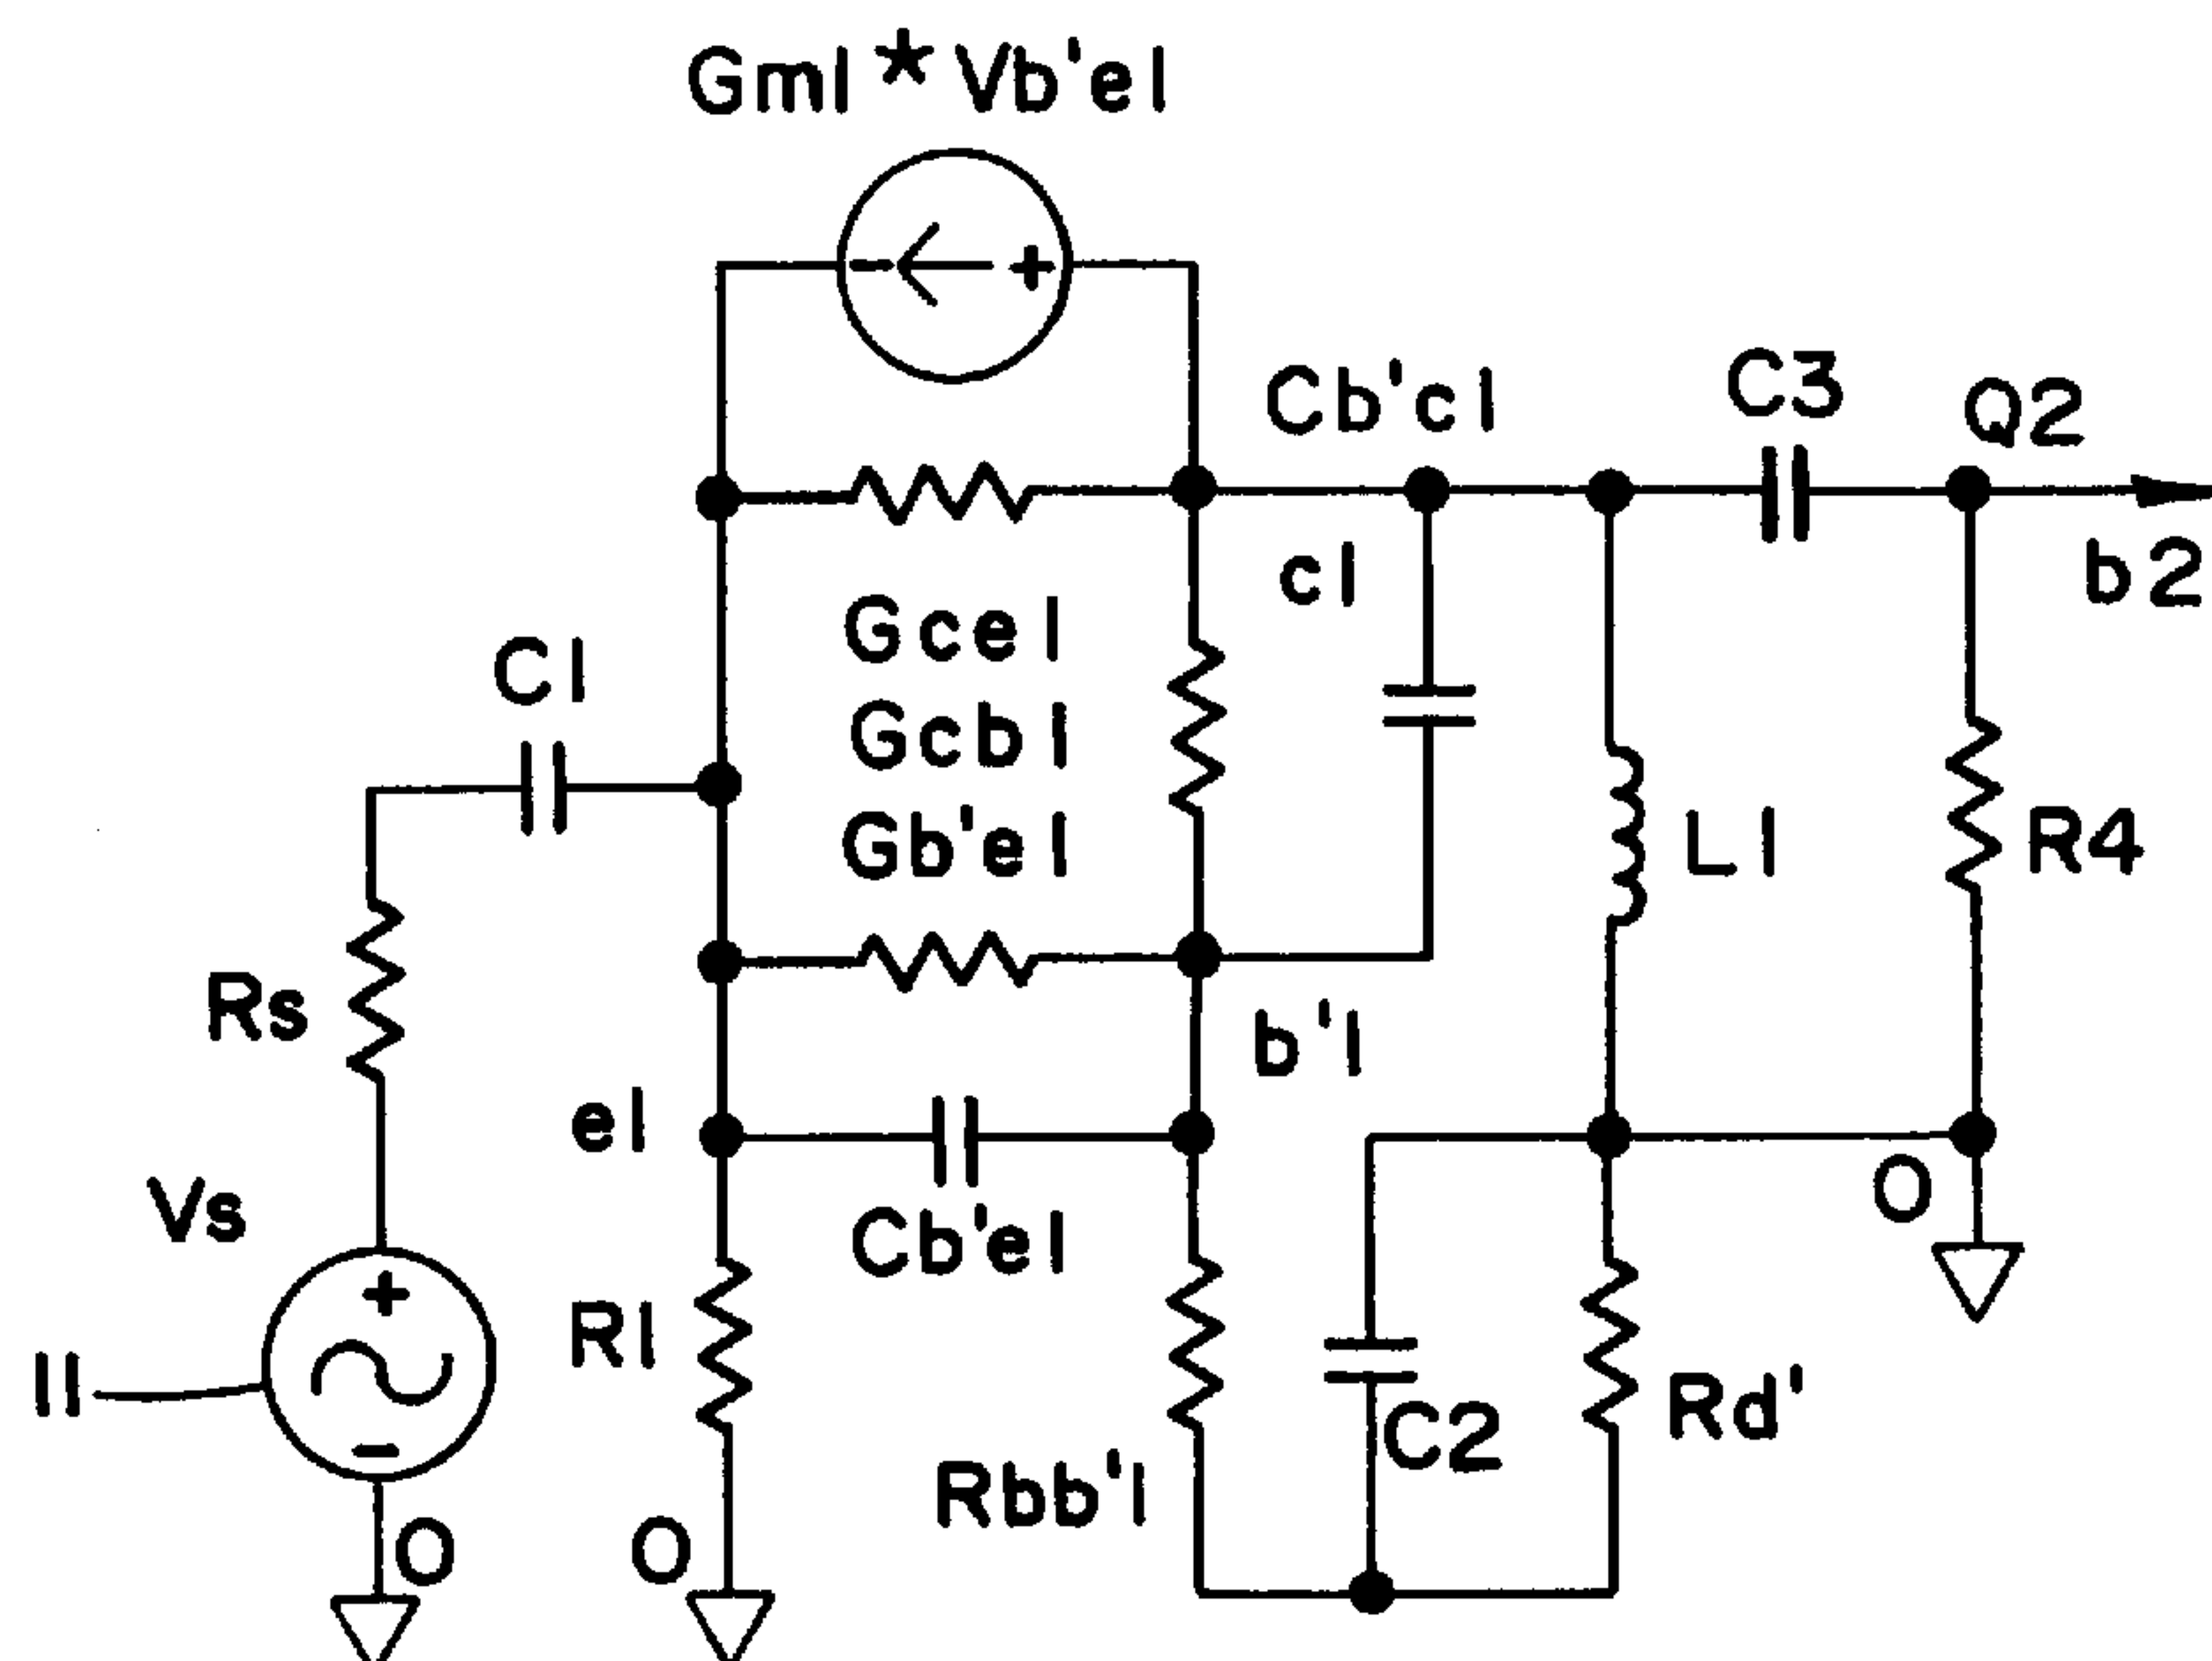 Gm1*Vb'e1
Cb'c1
C3
Q2
c1
b2
Gce1
C1
Gcb1
L1
R4
Gb'e1
Rs
b'1
e1
O
Vs
Cb'e1
+
R1
I1
Rd'
C2
-
Rbb'1
O
O